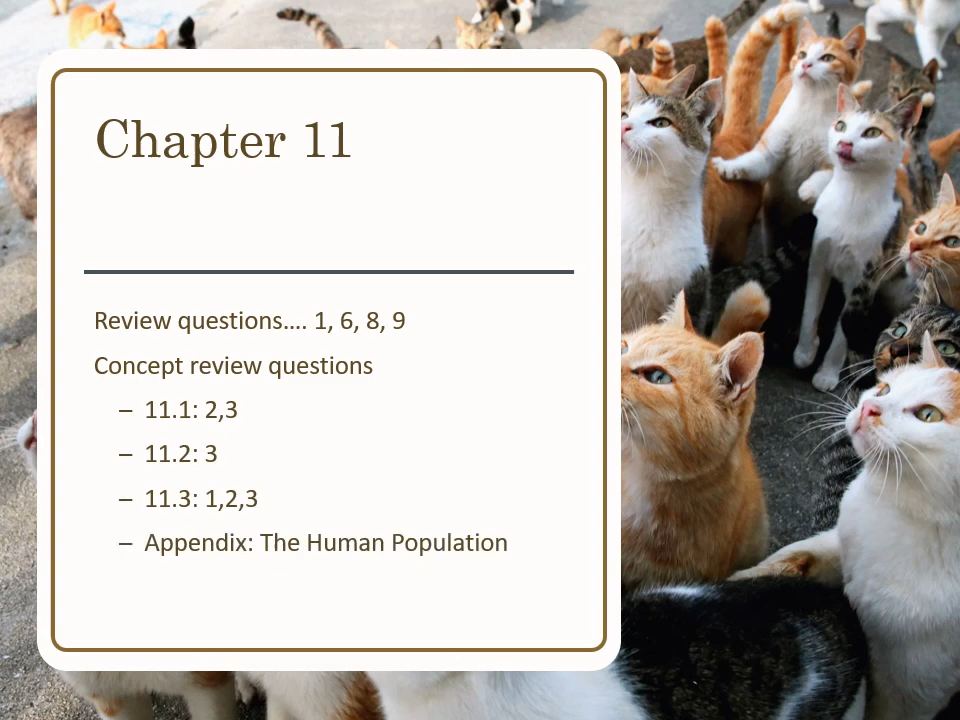 Chapter 11
Review questions…. 1, 6, 8, 9
Concept review questions
– 11.1: 2,3
– 11.2: 3
– 11.3: 1,2,3
– Appendix: The Human Population